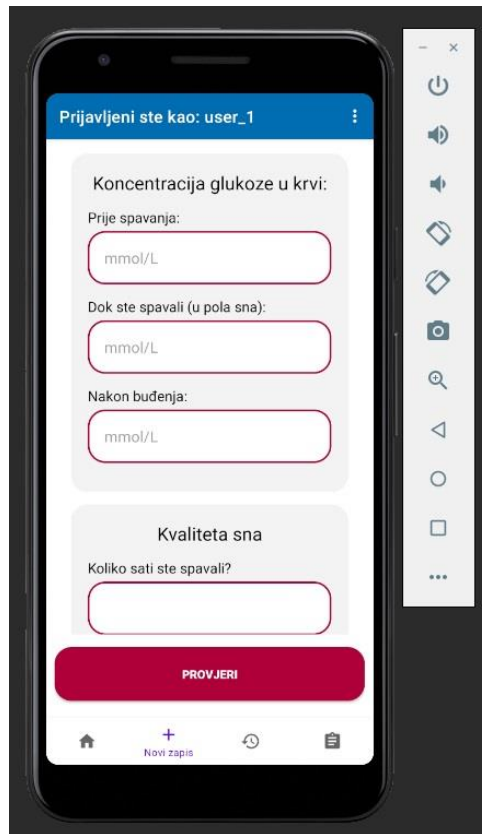 Prijavljeni ste kao: user_1
Koncentracija glukoze u krvi:
Prije spavanja:
mmol/L
Dok ste spavali (u pola sna):
mmol/L
Nakon buđenja:
mmol/L
Kvaliteta sna
Koliko sati ste spavali?
PROVJERI
Novi zapis